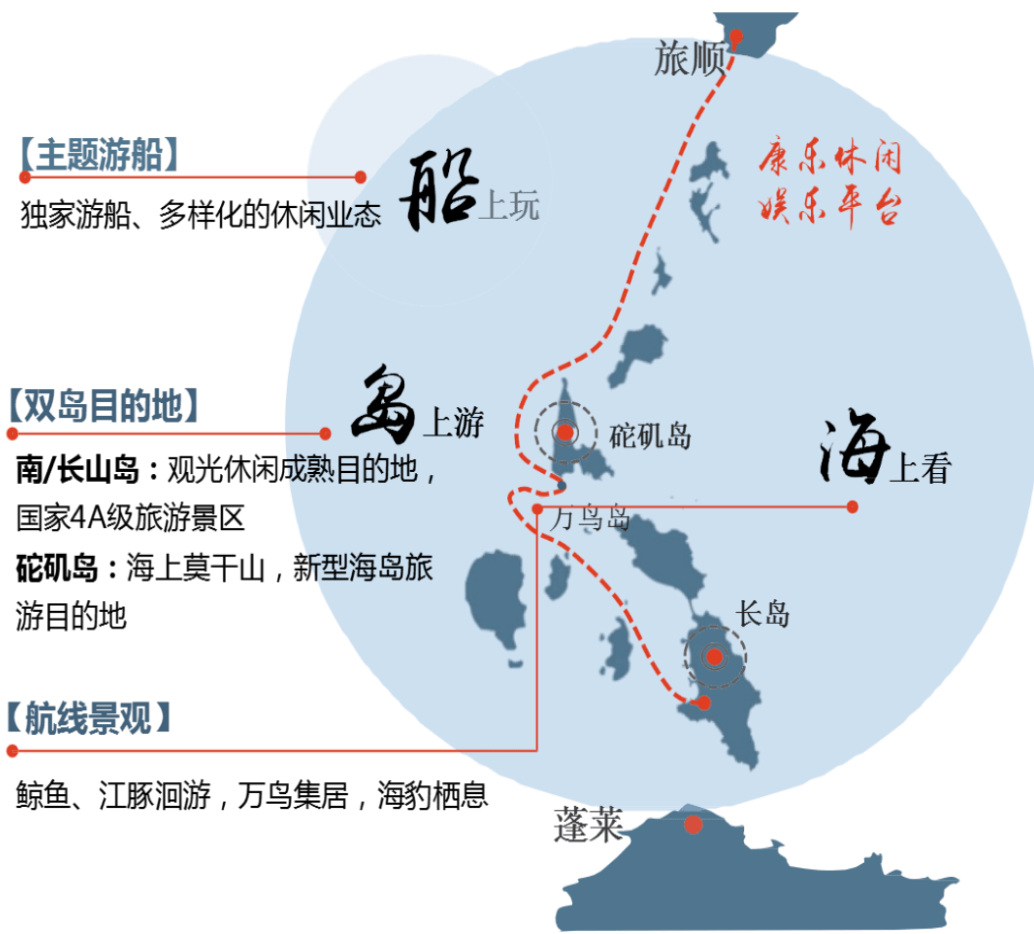 旅顺
康乐休闲
娱乐平台
【主题游船】
船上玩
独家游船、多样化的休闲业态
【双岛目的地】
岛上游
砣矶岛
海上看
南/长山岛：观光休闲成熟目的地，
国家4A级旅游景区
万鸟岛
砣矶岛：海上莫干山，新型海岛旅
游目的地
长岛
【航线景观】
鲸鱼、江豚洄游，万鸟集居，海豹栖息
蓬莱